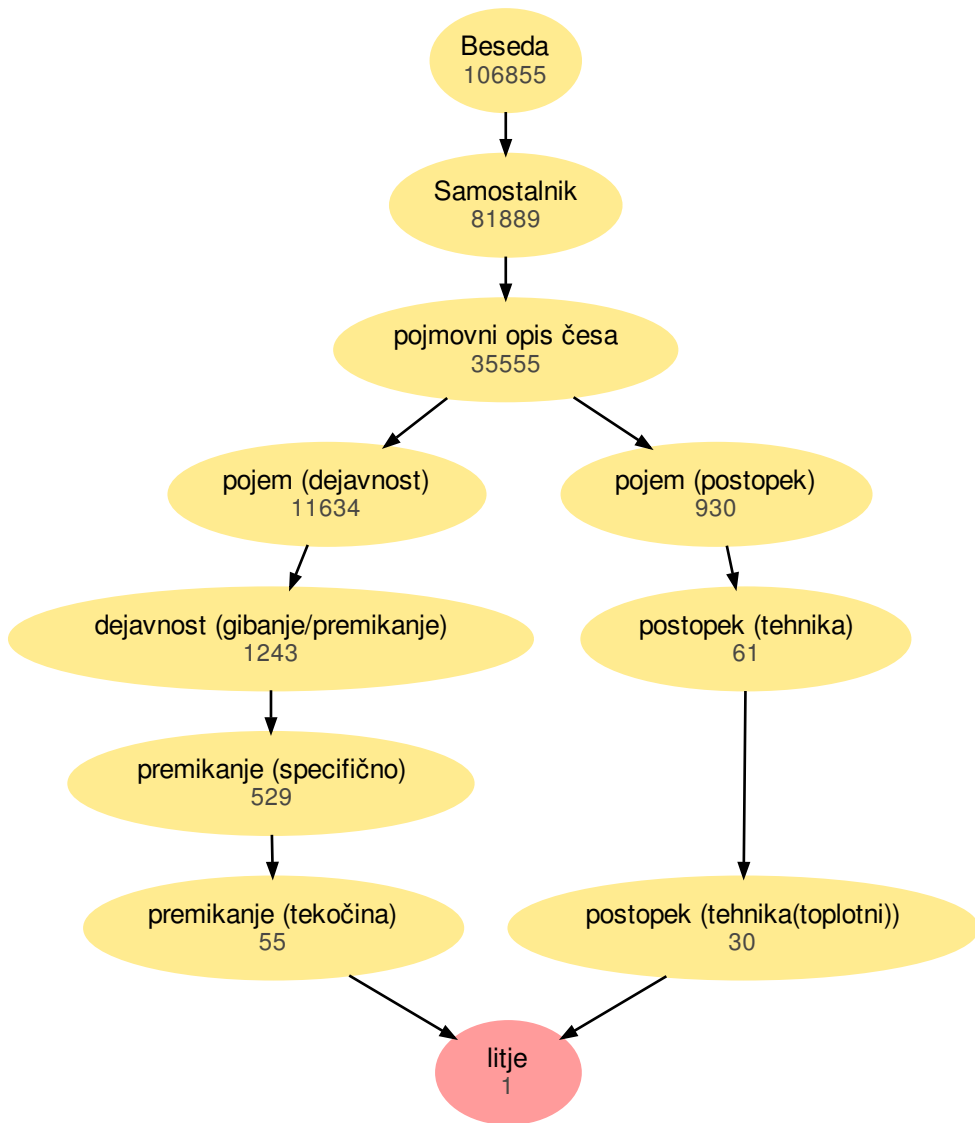 Beseda
106855
Samostalnik
81889
pojmovni opis česa
35555
pojem (dejavnost)
11634
pojem (postopek)
930
dejavnost (gibanje/premikanje)
1243
postopek (tehnika)
61
premikanje (specifično)
529
premikanje (tekočina)
55
postopek (tehnika(toplotni))
30
litje
1